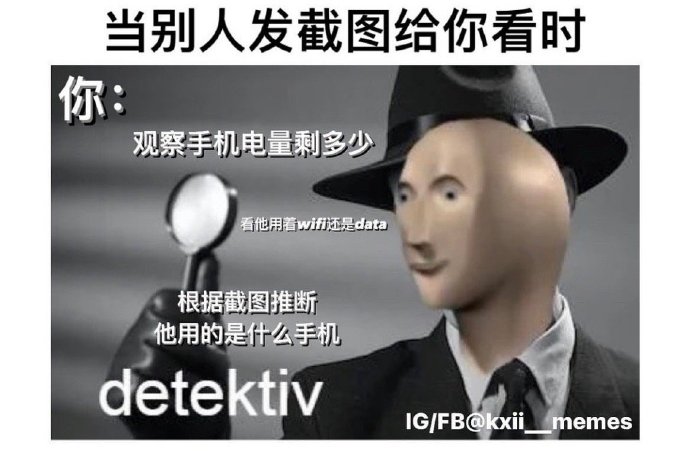 当别人发截图给你看时
你：
观察手机电量剩多少
看他用着wifi还是data
根据截图推断
他用的是什么手机
detektiv
IG/FB@kxii__memes